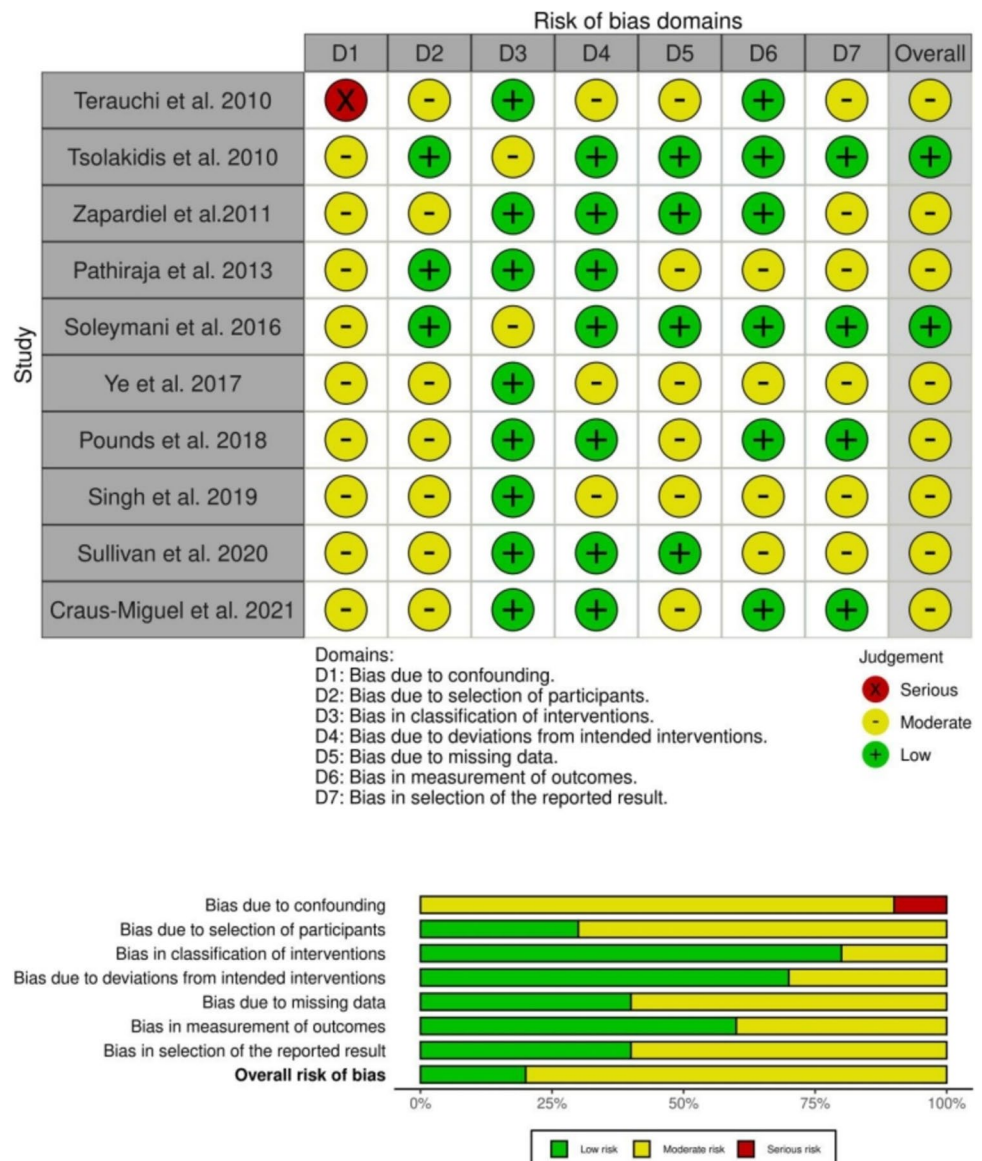 Risk of bias domains
D1 D2 D3 D4 D5 D6 D7 Overall
Study
Terauchi et al. 2010 X - + - - + - -
Tsolakidis et al. 2010 - + - + + + + +
Zapardiel et al.2011 - - + + + + - -
Pathiraja et al. 2013 - + + + - - - -
Soleymani et al. 2016 - + - + + + + +
Ye et al. 2017 - - + - - - - -
Pounds et al. 2018 - - + + - + + -
Singh et al. 2019 - - + - - - - -
Sullivan et al. 2020 - - + + + - - -
Craus-Miguel et al. 2021 - - + + - + + -
Domains:
D1: Bias due to confounding.
D2: Bias due to selection of participants.
D3: Bias in classification of interventions.
D4: Bias due to deviations from intended interventions.
D5: Bias due to missing data.
D6: Bias in measurement of outcomes.
D7: Bias in selection of the reported result.
Judgement
X Serious
- Moderate
+ Low
Bias due to confounding
Bias due to selection of participants
Bias in classification of interventions
Bias due to deviations from intended interventions
Bias due to missing data
Bias in measurement of outcomes
Bias in selection of the reported result
Overall risk of bias
0% 25% 50% 75% 100%
Low risk Moderate risk Serious risk